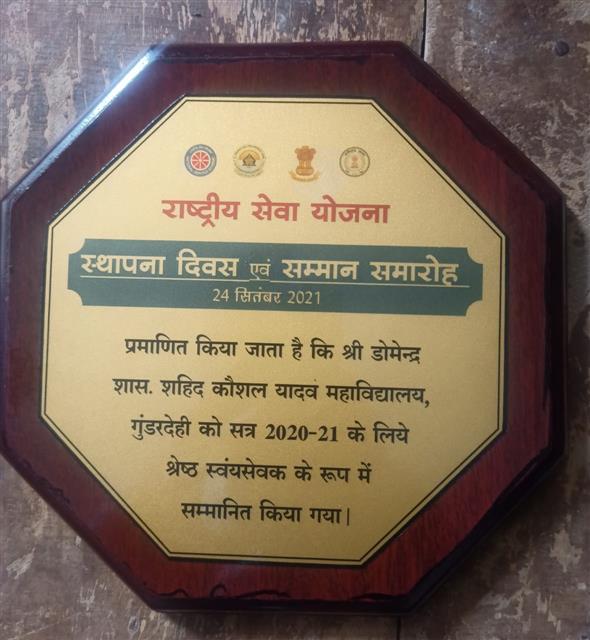 राष्ट्रीय सेवा योजना
स्थापना दिवस एवं सम्मान समारोह
24 सितंबर 2021
प्रमाणित किया जाता है कि श्री डोमेन्द्र
शास. शहिद कौशल यादव महाविद्यालय,
गुंडरदेही को सत्र 2020-21 के लिये
श्रेष्ठ स्वंयसेवक के रूप में
सम्मानित किया गया|